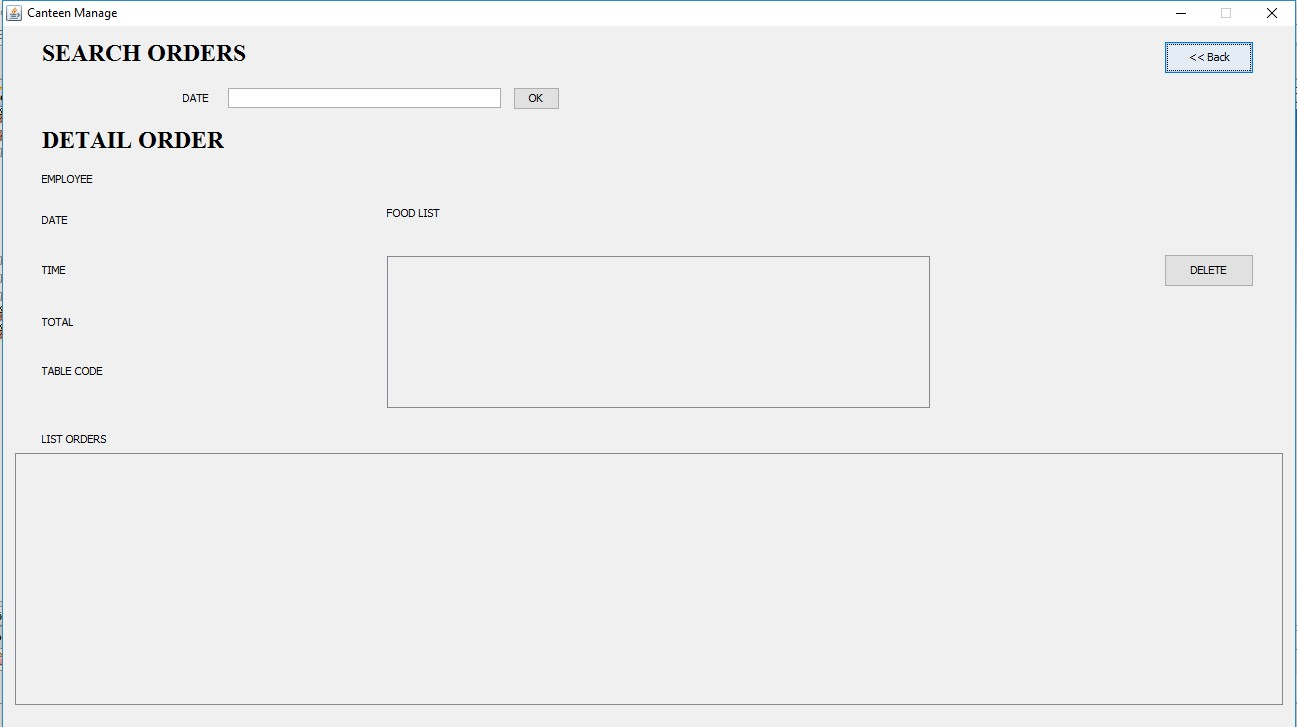 Canteen Manage
SEARCH ORDERS
<< Back
DATE
OK
DETAIL ORDER
EMPLOYEE
DATE
FOOD LIST
TIME
DELETE
TOTAL
TABLE CODE
LIST ORDERS